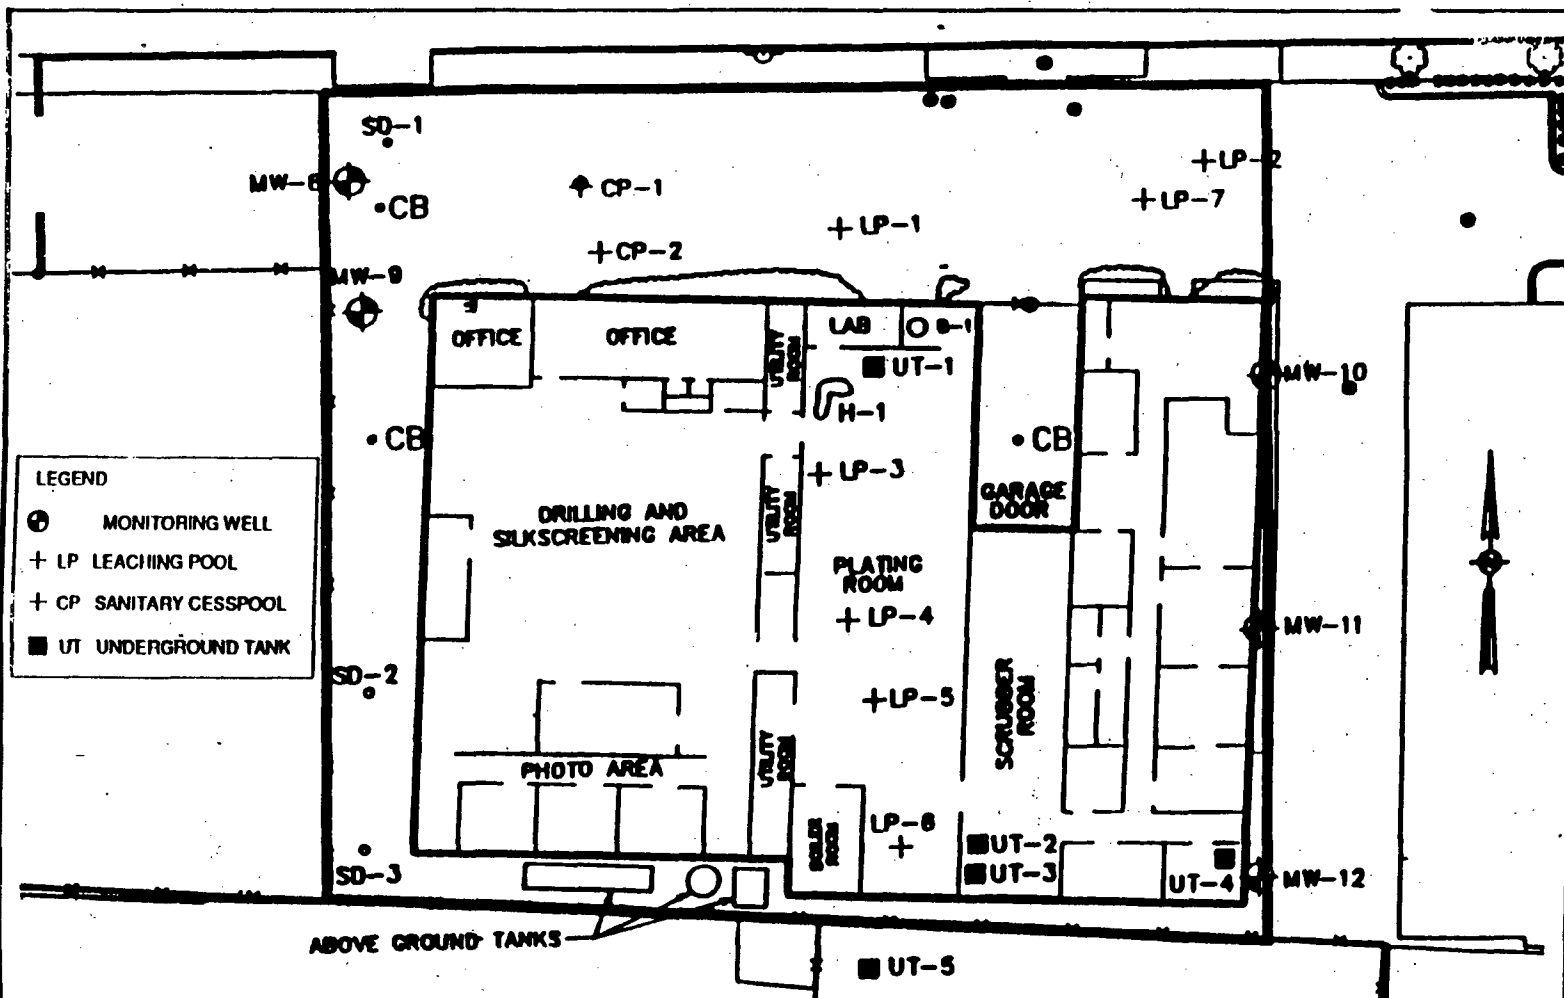 SD-1
MW-8
CP-1
LP-2
CB
LP-7
LP-1
CP-2
MW-9
OFFICE
OFFICE
UTILITY ROOM
LAB
B-1
UT-1
MW-10
H-1
CB
CB
LP-3
GARAGE
DOOR
LEGEND
MONITORING WELL
LP LEACHING POOL
CP SANITARY CESSPOOL
UT UNDERGROUND TANK
DRILLING AND
SILKSCREENING AREA
UTILITY ROOM
PLATING
ROOM
LP-4
MW-11
SD-2
LP-5
SCRUBBER
ROOM
UTILITY ROOM
PHOTO AREA
LP-6
ROOM
UT-2
UT-3
UT-4
MW-12
SD-3
ABOVE GROUND TANKS
UT-5